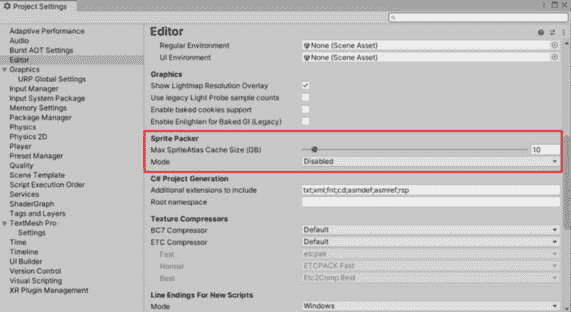 Project Settings
Adaptive Performance
Audio
Burst AOT Settings
Editor
Graphics
URP Global Settings
Input Manager
Input System Package
Memory Settings
Package Manager
Physics
Physics 2D
Player
Preset Manager
Quality
Scene Template
Script Execution Order
Services
ShaderGraph
Tags and Layers
TextMesh Pro
Settings
Time
Timeline
UI Builder
Version Control
Visual Scripting
XR Plugin Management
Editor
Regular Environment None (Scene Asset)
UI Environment None (Scene Asset)
Graphics
Show Lightmap Resolution Overlay
Use legacy Light Probe sample counts
Enable baked cookies support
Enable Enlighten for Baked GI (Legacy)
Sprite Packer
Max SpriteAtlas Cache Size (GB) 10
Mode Disabled
C# Project Generation
Additional extensions to include txt;xml;fnt;cd;asmdef;asmref;rsp
Root namespace
Texture Compressors
BC7 Compressor Default
ETC Compressor Default
Fast etcpak
Normal ETCPACK Fast
Best Etc2Comp Best
Line Endings For New Scripts
Mode Windows